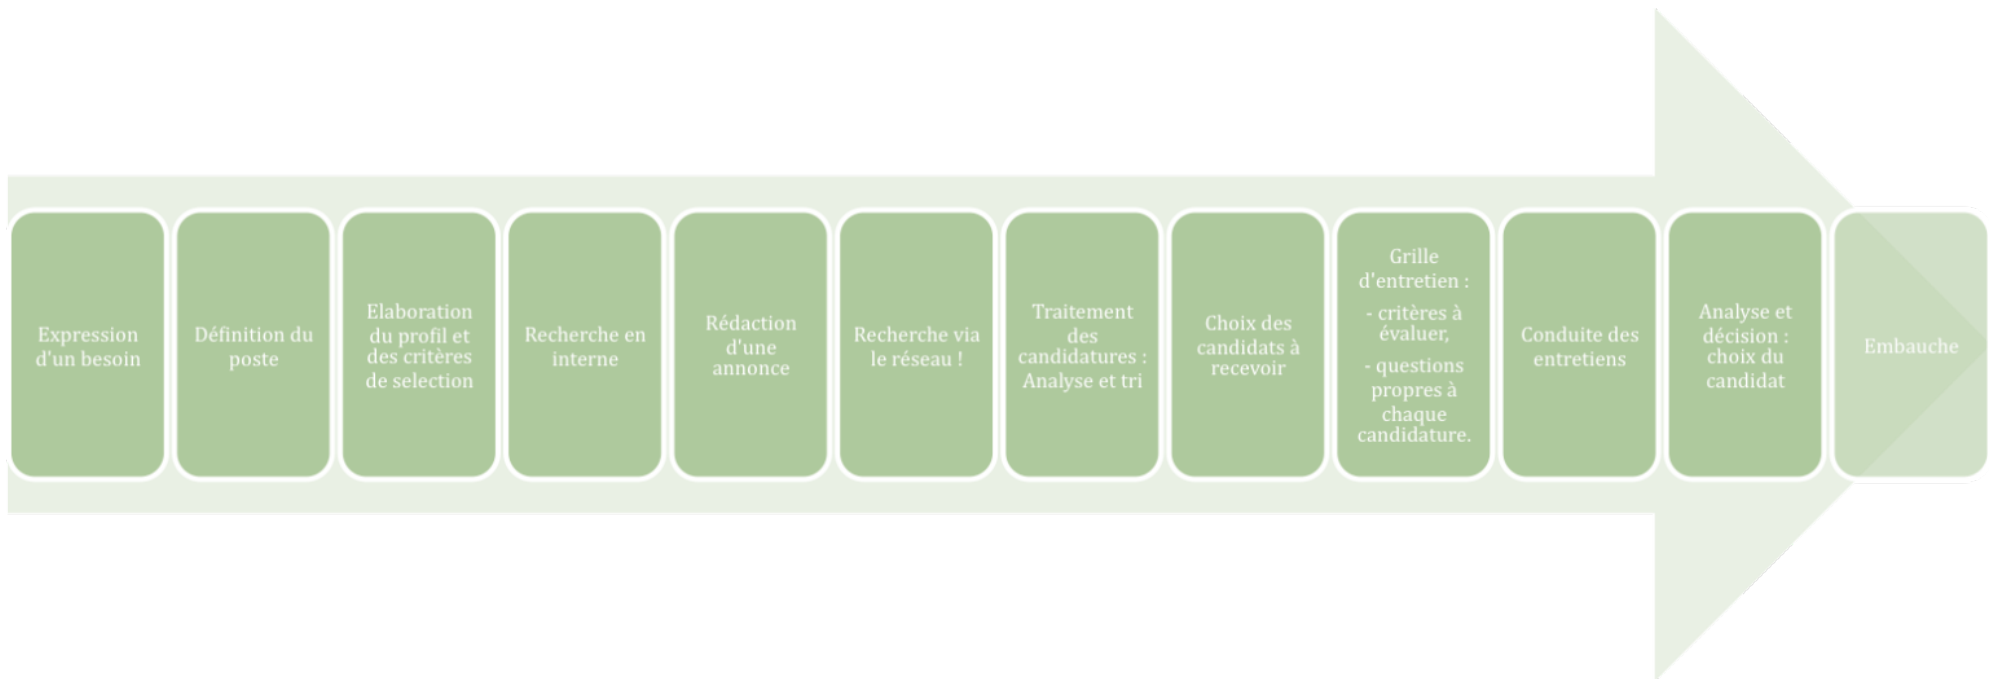 Expression
d'un besoin
Définition du
poste
Elaboration
du profil et
des critères
de selection
Recherche en
interne
Rédaction
d'une
annonce
Recherche via
le réseau !
Traitement
des
candidatures :
Analyse et tri
Choix des
candidats à
recevoir
Grille
d'entretien :
- critères à
évaluer,
- questions
propres à
chaque
candidature.
Conduite des
entretiens
Analyse et
décision :
choix du
candidat
Embauche